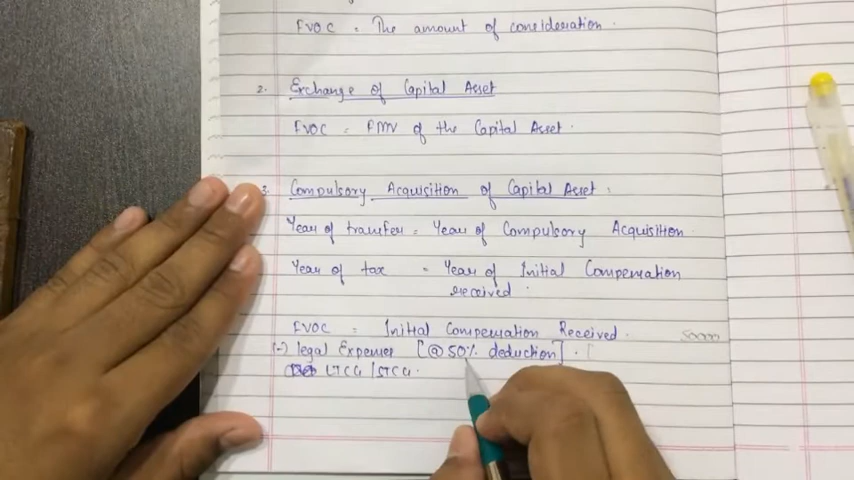 FVOC = The amount of consideration.
2. Exchange of Capital Asset
FVOC = FMV of the Capital Asset.
3. Compulsory Acquisition of Capital Asset :
Year of transfer = Year of Compulsory Acquisition
Year of tax = Year of Initial Compensation
received.
FVOC = Initial Compensation Received.
(-) legal Expenses [@ 50% deduction].
LTCG / STCG.